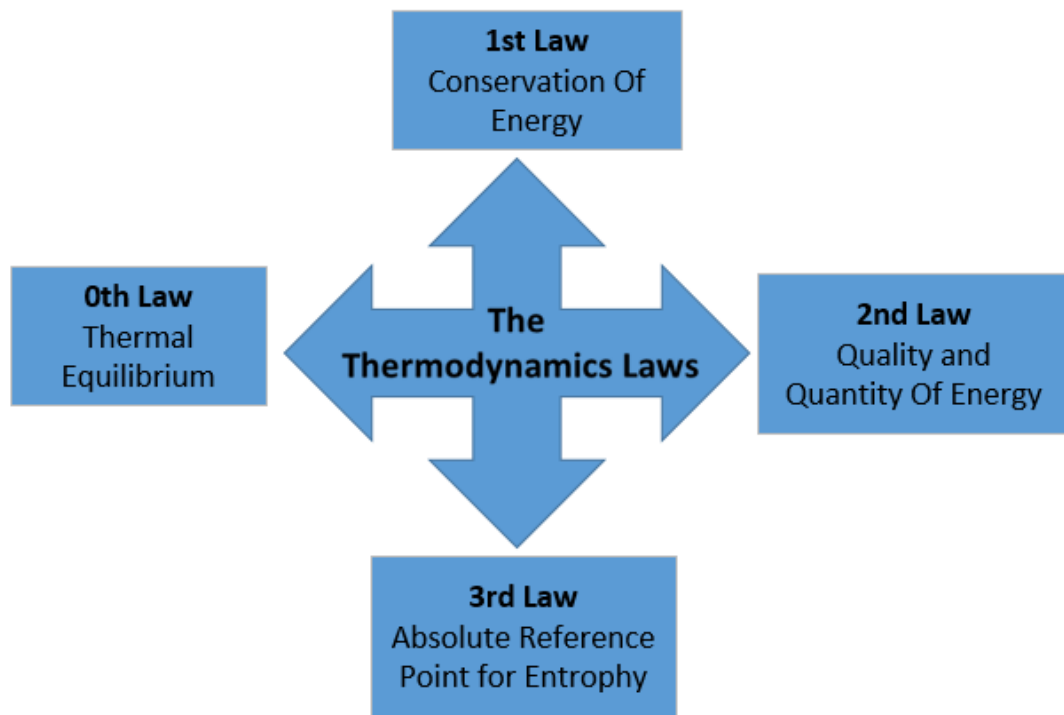 1st Law
Conservation Of
Energy
0th Law
Thermal
Equilibrium
The
Thermodynamics Laws
2nd Law
Quality and
Quantity Of Energy
3rd Law
Absolute Reference
Point for Entrophy